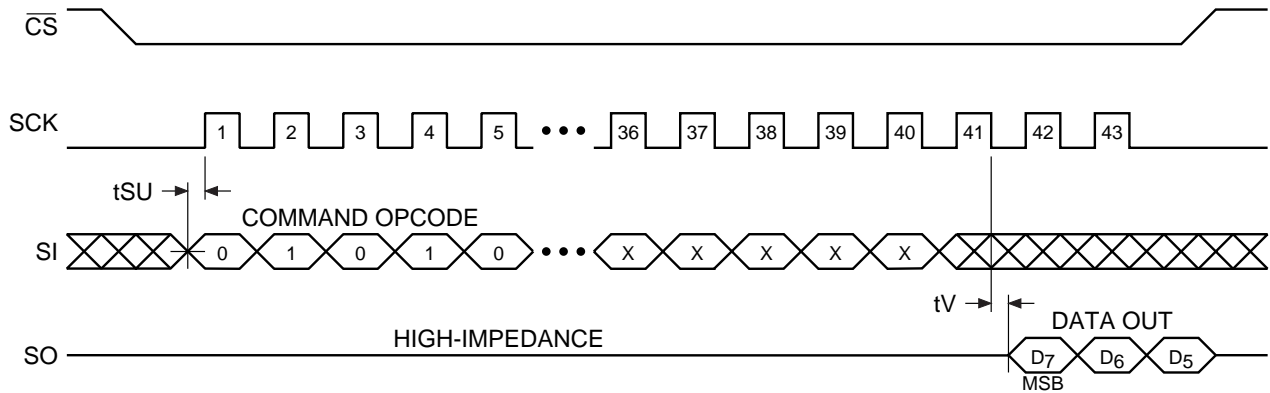 CS
SCK 1 2 3 4 5 ••• 36 37 38 39 40 41 42 43
tSU
COMMAND OPCODE
SI 0 1 0 1 0 ••• X X X X X
tV
HIGH-IMPEDANCE
DATA OUT
SO D7 D6 D5
MSB